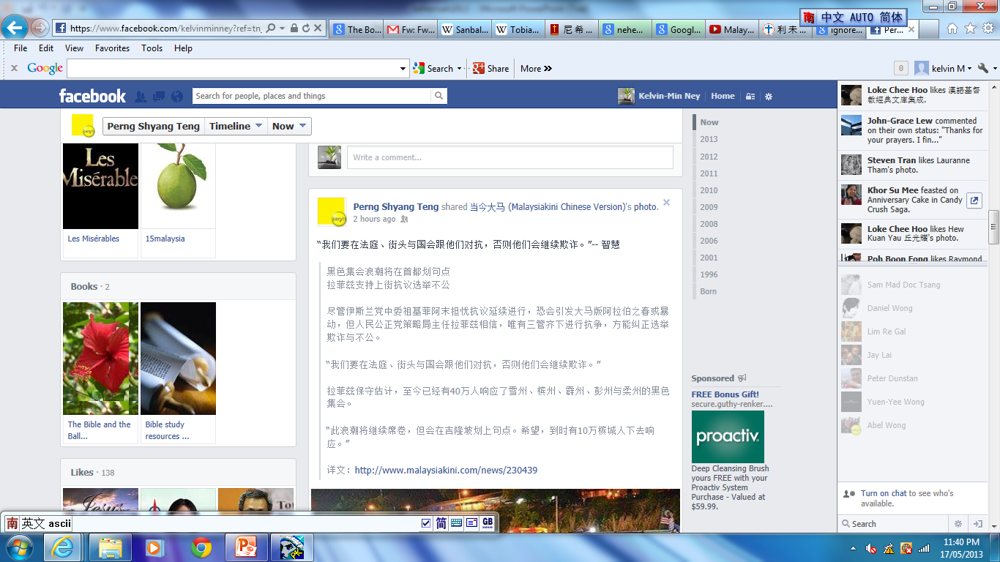 南 中文 AUTO 简体
https://www.facebook.com/kelvinminney?ref=tn_
The Bo...
Fw: Fw...
Sanbal...
Tobia...
尼 希 ...
nehe...
Googl...
Malay...
利 未 ...
ignore...
Per...
File Edit View Favorites Tools Help
Google
Search
Share
More
0
kelvin M
facebook
Search for people, places and things
Kelvin-Min Ney
Home
Perng Shyang Teng
Timeline
Now
Les
Misérable
Les Misérables
15malaysia
Books · 2
The Bible and the
Ball...
Bible study
resources ...
Likes · 138
Jesus
Write a comment...
Perng Shyang Teng shared 当今大马 (Malaysiakini Chinese Version)'s photo.
2 hours ago
“我们要在法庭、街头与国会跟他们对抗，否则他们会继续欺诈。”-- 智慧
黑色集会浪潮将在首都划句点
拉菲兹支持上街抗议选举不公
尽管伊斯兰党中委祖基菲阿末担忧抗议延续进行，恐会引发大马版阿拉伯之春或暴
动，但人民公正党策略局主任拉菲兹相信，唯有三管齐下进行抗争，方能纠正选举
欺诈与不公。
“我们要在法庭、街头与国会跟他们对抗，否则他们会继续欺诈。”
拉菲兹保守估计，至今已经有40万人响应了雪州、槟州、霹州、彭州与柔州的黑色
集会。
“此浪潮将继续席卷，但会在吉隆坡划上句点。希望，到时有10万槟城人下去响
应。”
详文：http://www.malaysiakini.com/news/230439
Now
2013
2012
2011
2010
2009
2008
2006
2001
1996
Born
Sponsored
FREE Bonus Gift!
secure.guthy-renker....
proactiv
Deep Cleansing Brush
yours FREE with your
Proactiv System
Purchase - Valued at
$59.99.
Loke Chee Hoo likes 漢語基督
教經典文庫集成.
John-Grace Lew commented
on their own status: "Thanks for
your prayers. I fin..."
Steven Tran likes Lauranne
Tham's photo.
Khor Su Mee feasted on
Anniversary Cake in Candy
Crush Saga.
Loke Chee Hoo likes Hew
Kuan Yau 丘光耀's photo.
Poh Boon Fong likes Raymond
Sam Mad Doc Tsang
Daniel Wong
Lim Re Gal
Jay Lai
Peter Dunstan
Yuen-Yee Wong
Abel Wong
Turn on chat to see who's
available.
Search
南 英文 ascii
简
GB
11:40 PM
17/05/2013